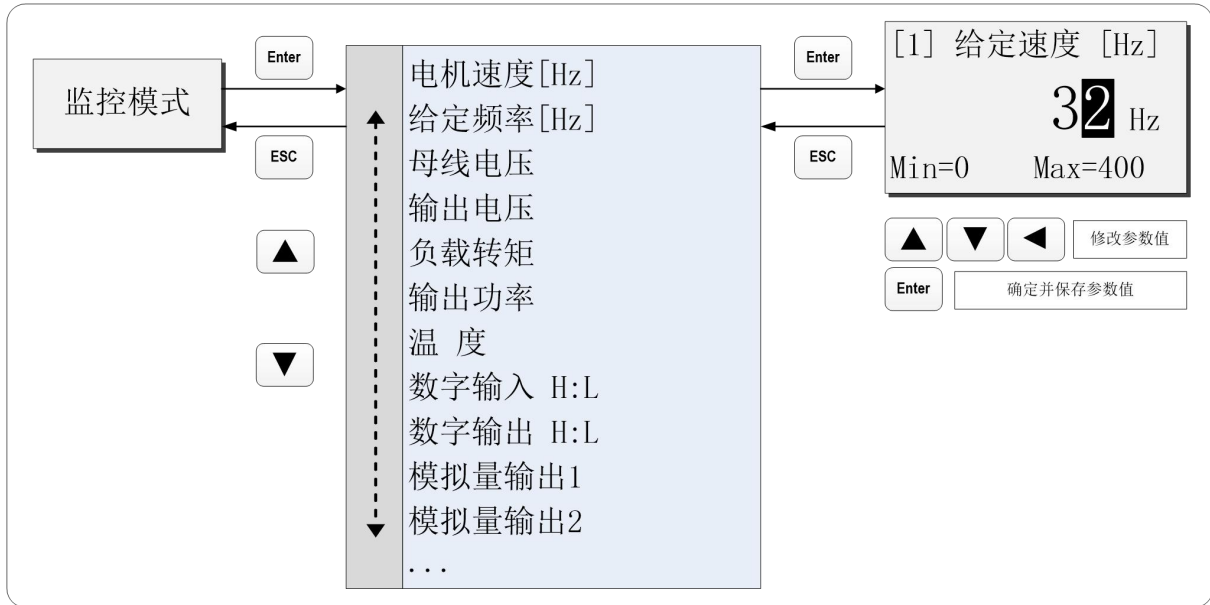 监控模式
Enter
ESC
电机速度[Hz]
给定频率[Hz]
母线电压
输出电压
负载转矩
输出功率
温 度
数字输入 H:L
数字输出 H:L
模拟量输出1
模拟量输出2
...
Enter
ESC
[1] 给定速度 [Hz]
32 Hz
Min=0 Max=400
修改参数值
Enter 确定并保存参数值